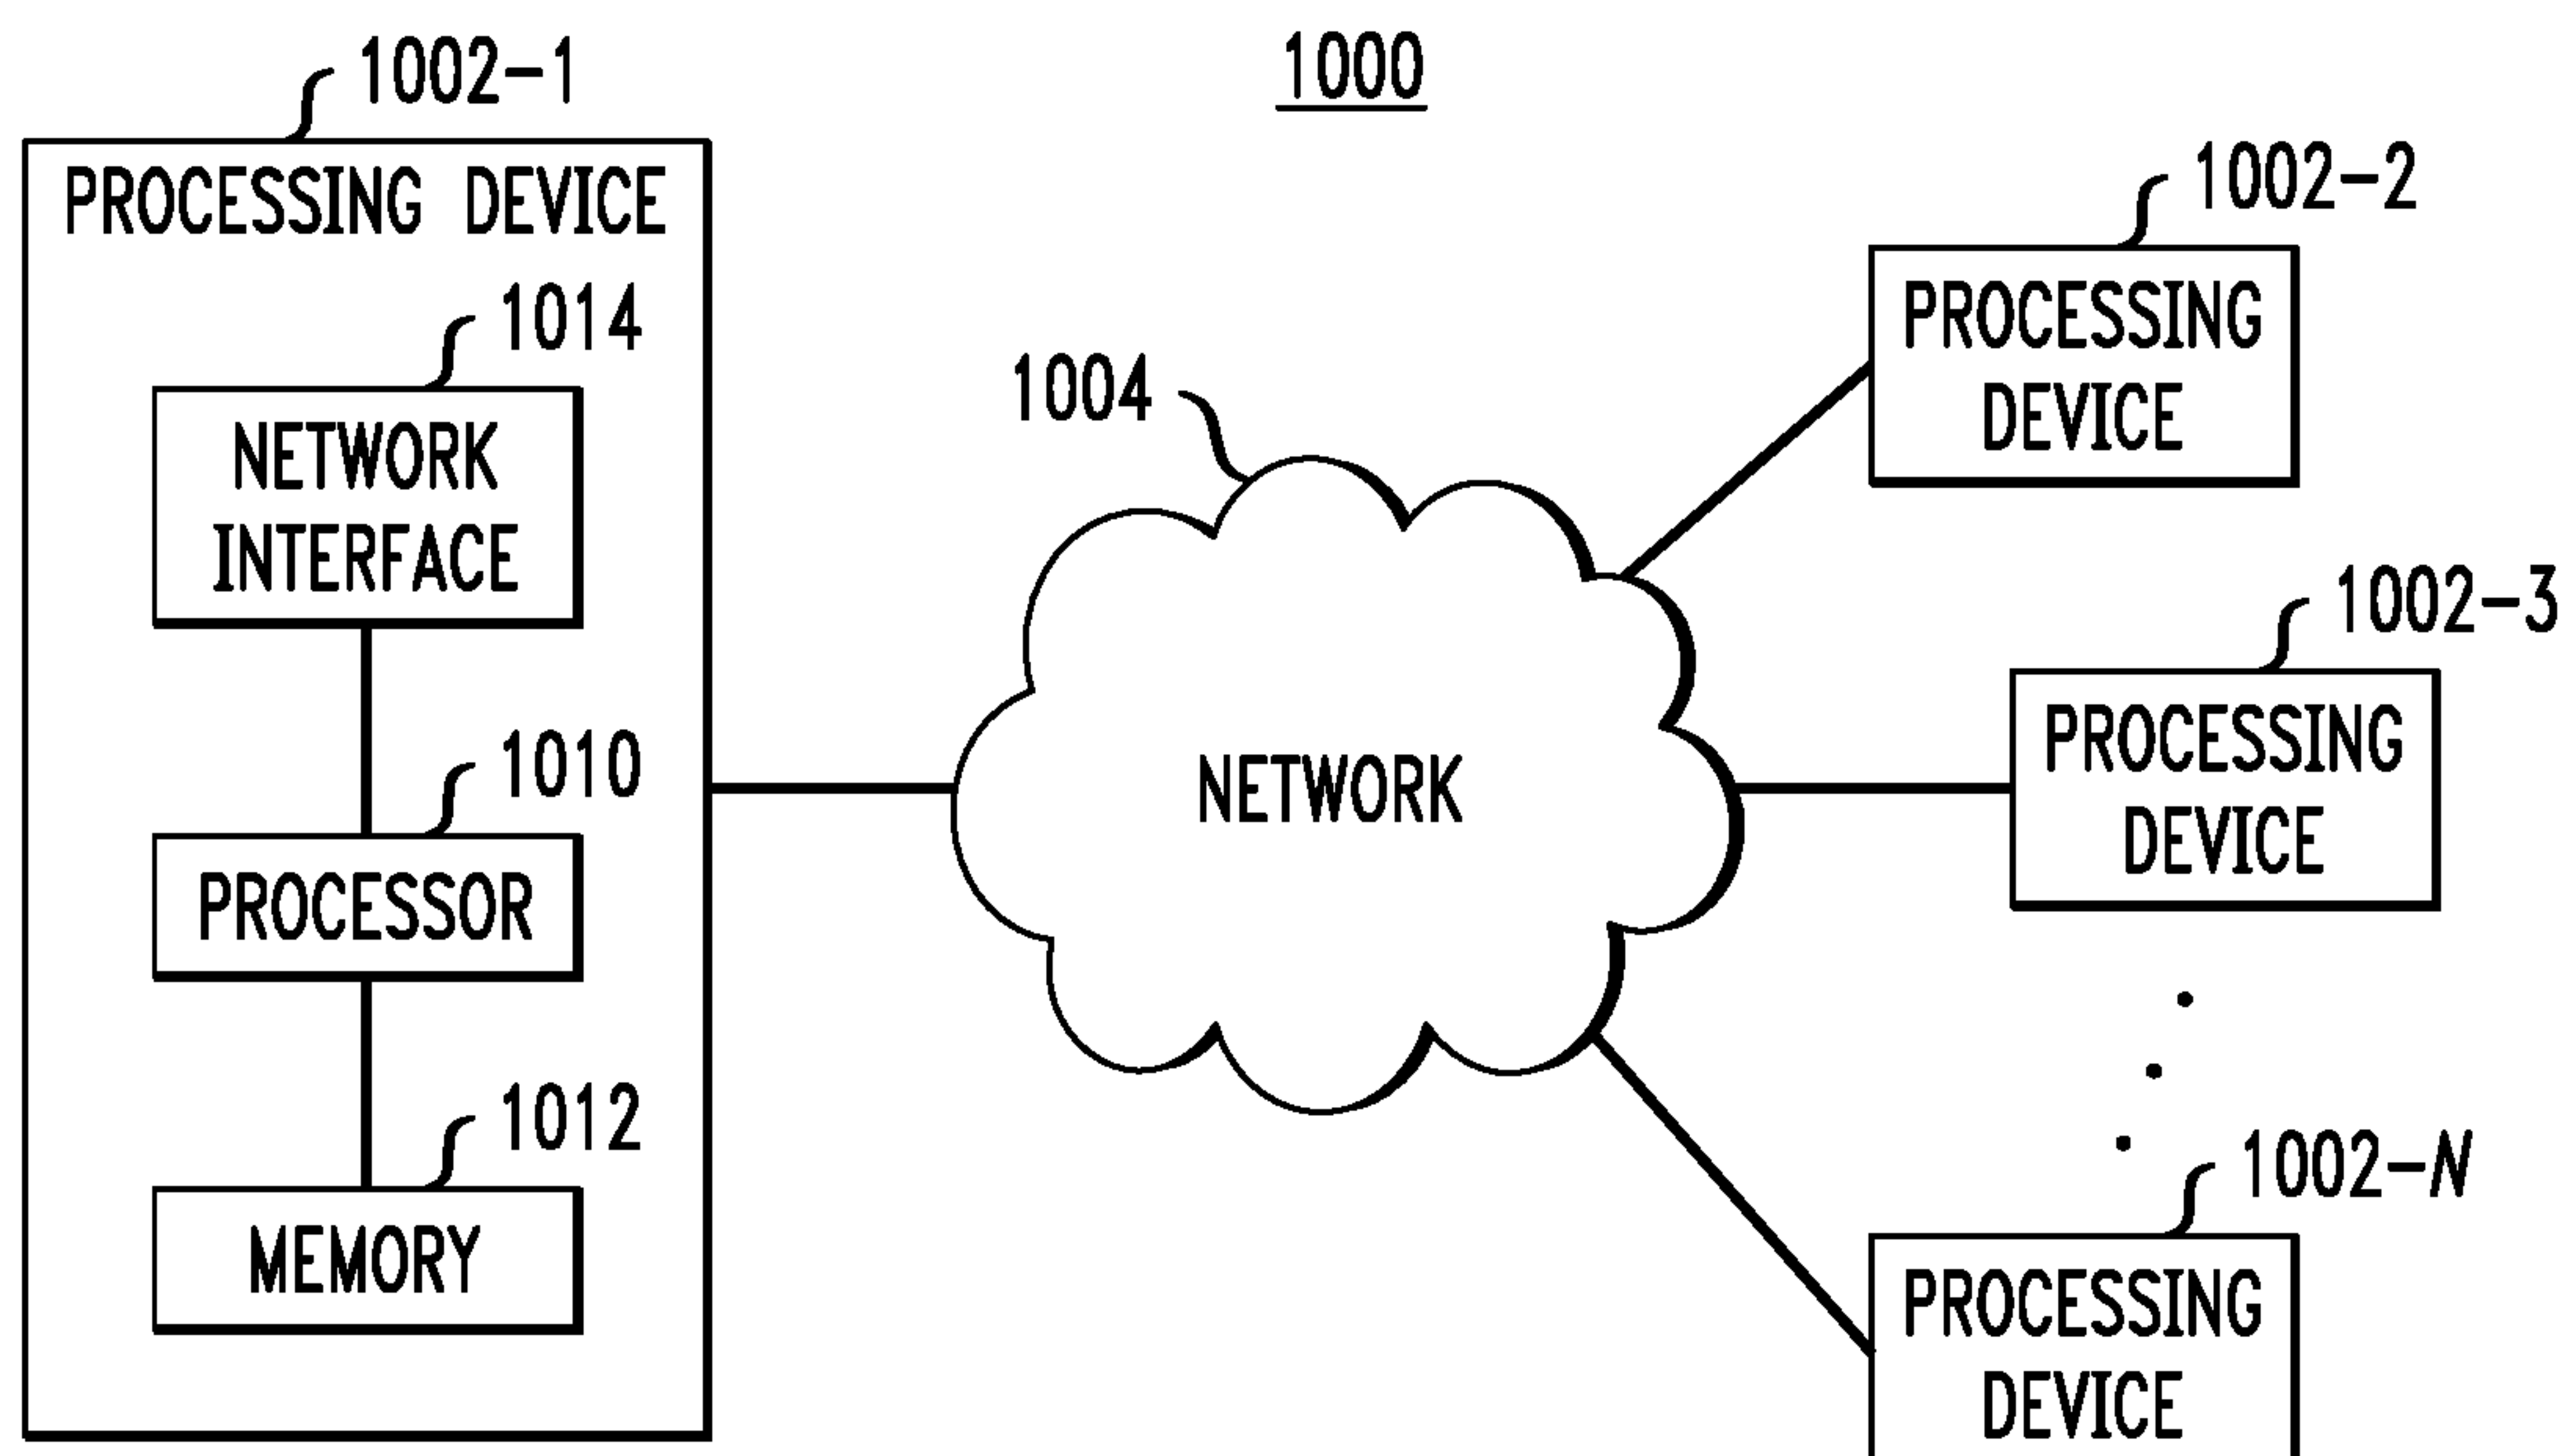 1000
1002-1
PROCESSING DEVICE
1014
NETWORK
INTERFACE
1010
PROCESSOR
1012
MEMORY
1004
NETWORK
1002-2
PROCESSING
DEVICE
1002-3
PROCESSING
DEVICE
1002-N
PROCESSING
DEVICE